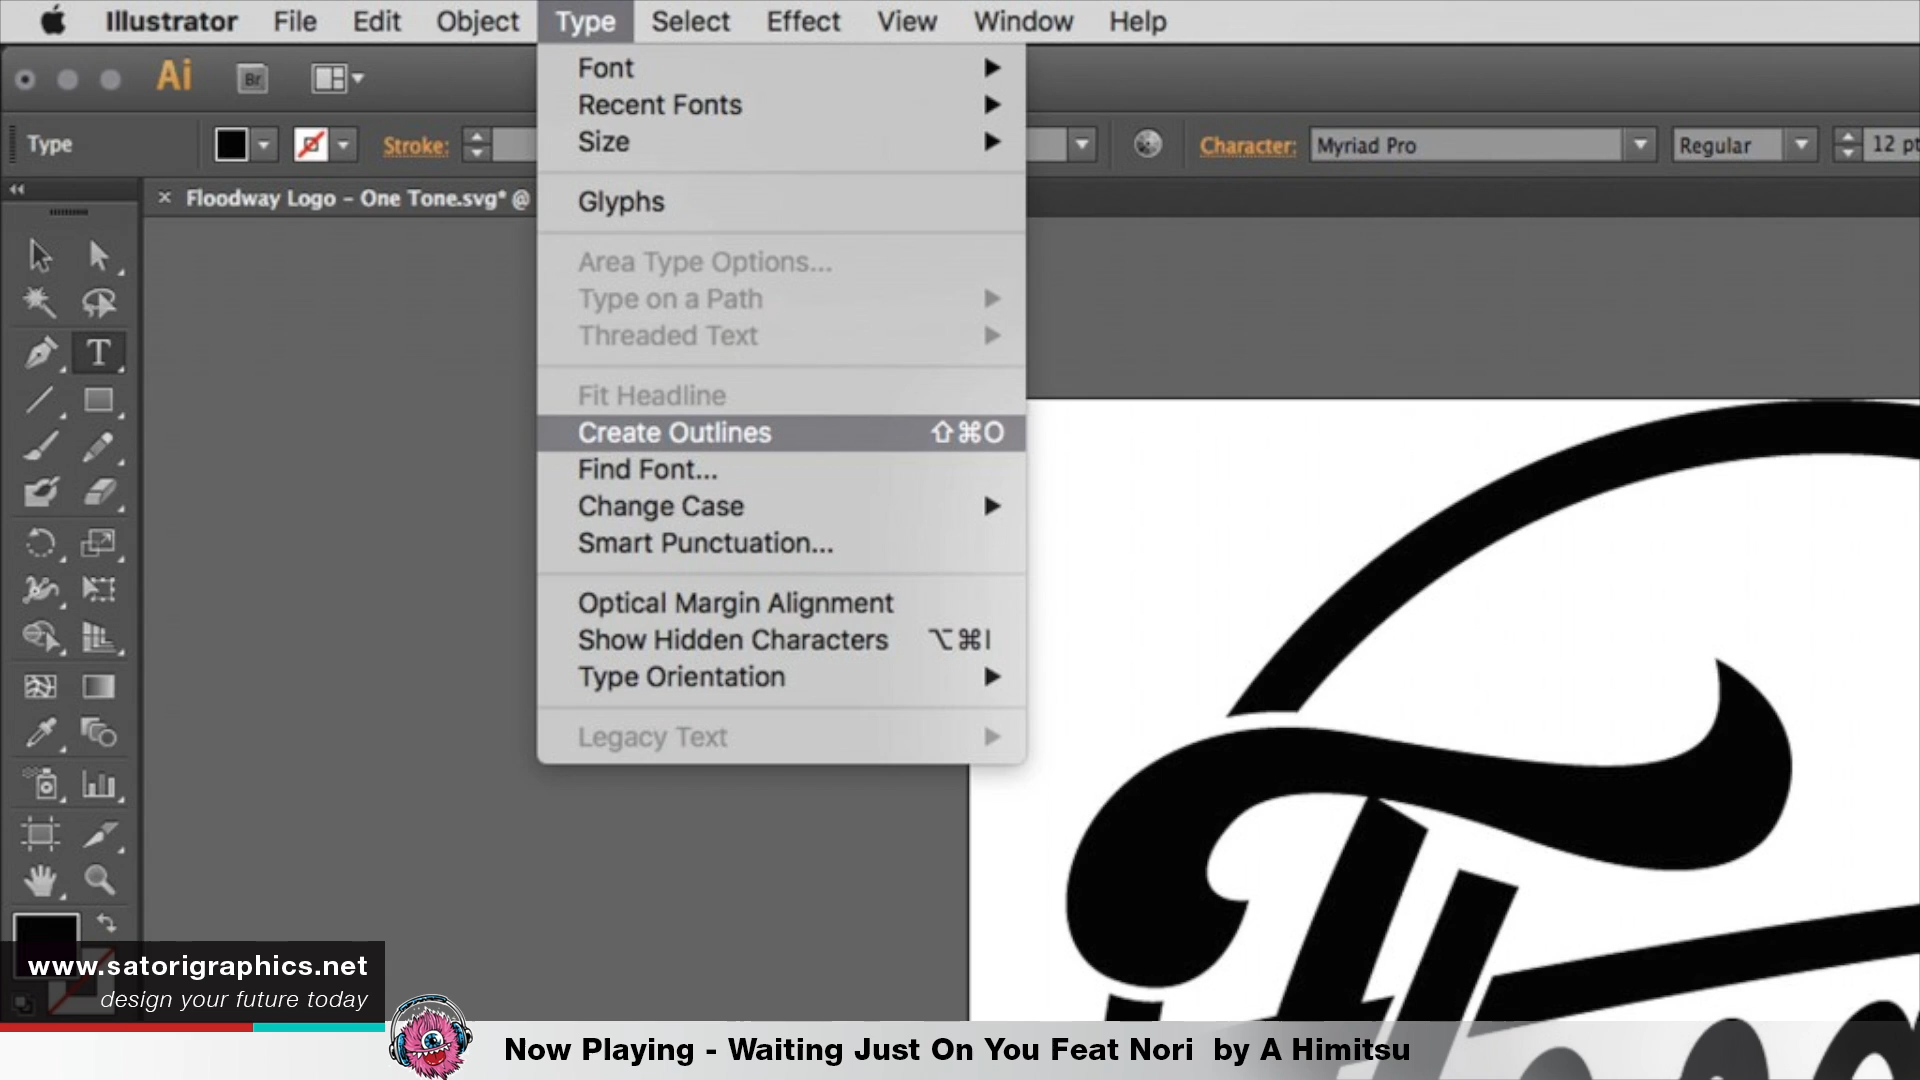 Illustrator File Edit Object Type Select Effect View Window Help
Ai Br
Type Stroke: Character: Myriad Pro Regular 12 pt
× Floodway Logo – One Tone.svg* @
Font
Recent Fonts
Size
Glyphs
Area Type Options...
Type on a Path
Threaded Text
Fit Headline
Create Outlines ⇧⌘O
Find Font...
Change Case
Smart Punctuation...
Optical Margin Alignment
Show Hidden Characters ⌥⌘I
Type Orientation
Legacy Text
T
www.satorigraphics.net
design your future today
Now Playing - Waiting Just On You Feat Nori by A Himitsu